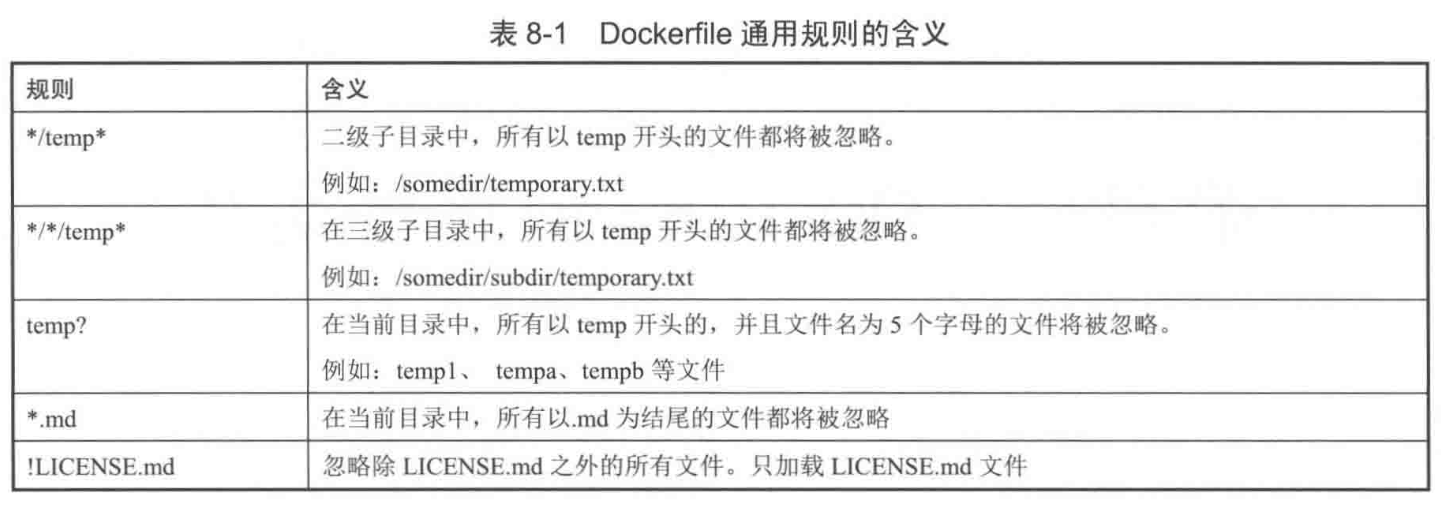 表 8-1 Dockerfile 通用规则的含义
规则 含义
*/temp* 二级子目录中，所有以 temp 开头的文件都将被忽略。
例如：/somedir/temporary.txt
*/*/temp* 在三级子目录中，所有以 temp 开头的文件都将被忽略。
例如：/somedir/subdir/temporary.txt
temp? 在当前目录中，所有以 temp 开头的，并且文件名为 5 个字母的文件将被忽略。
例如：temp1、 tempa、tempb 等文件
*.md 在当前目录中，所有以.md 为结尾的文件都将被忽略
!LICENSE.md 忽略除 LICENSE.md 之外的所有文件。只加载 LICENSE.md 文件